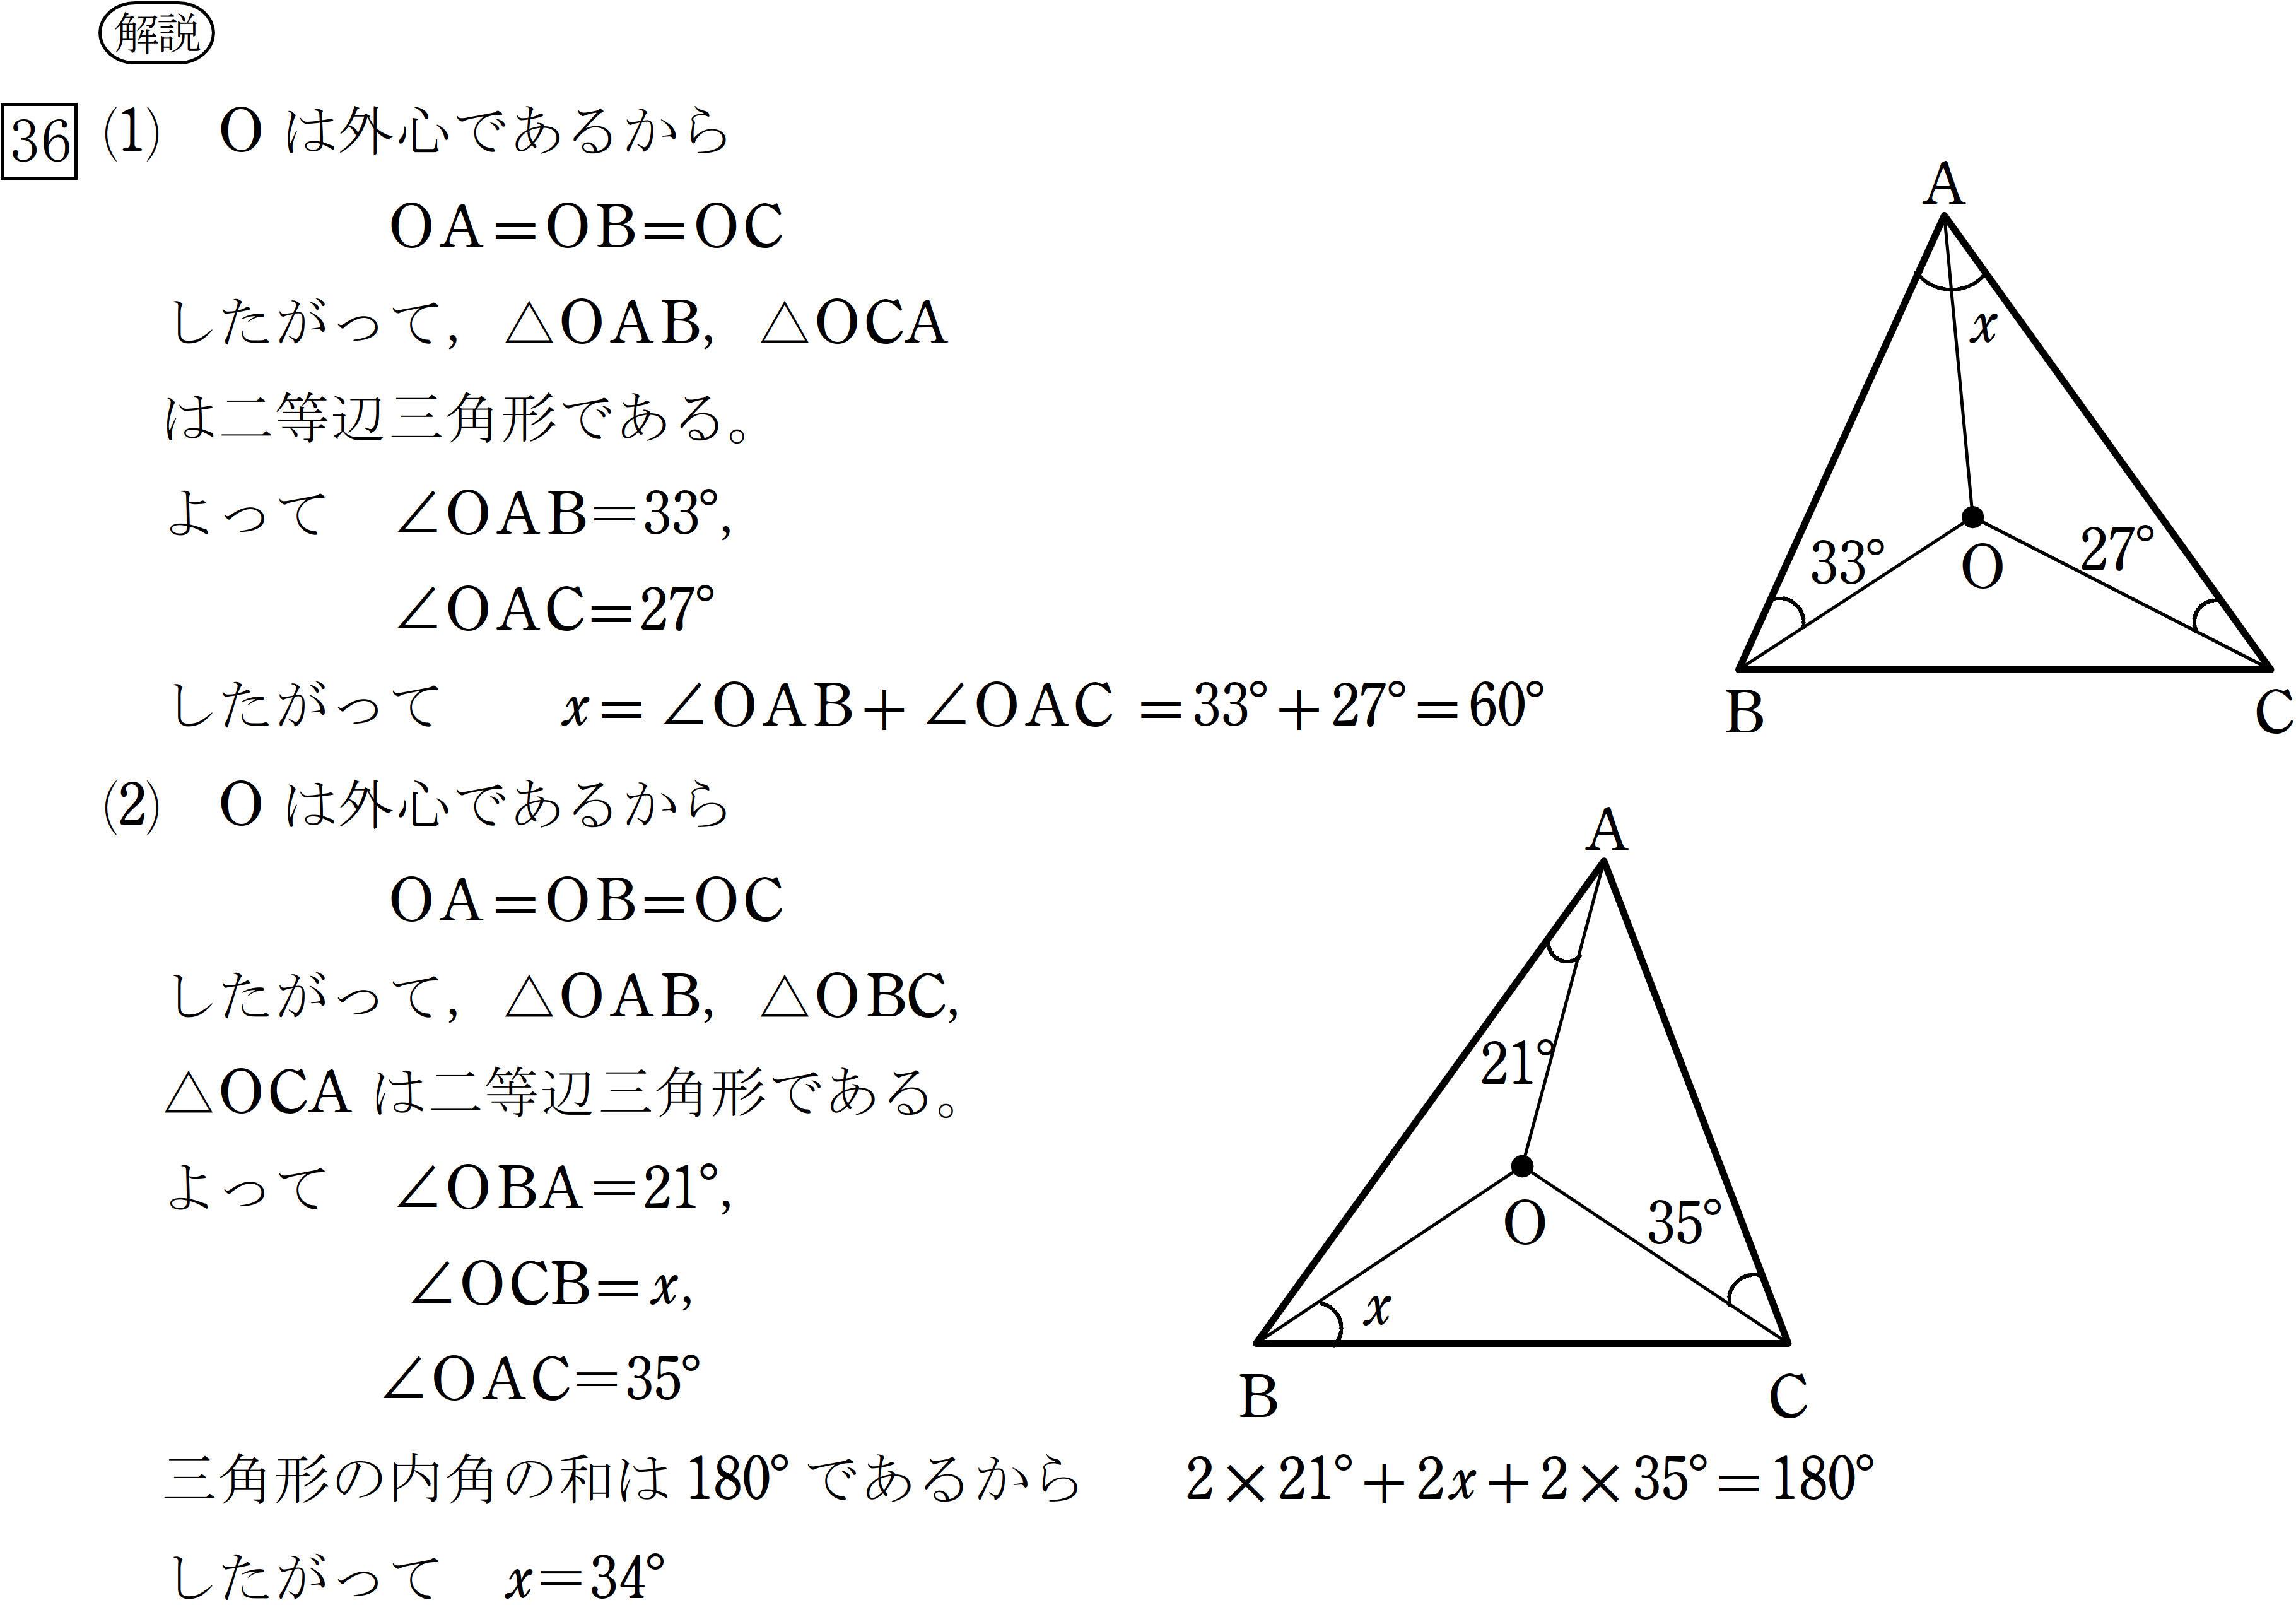 解説
36 (1)　O は外心であるから
OA=OB=OC
したがって，△OAB，△OCA
は二等辺三角形である。
よって　∠OAB=33°,
∠OAC=27°
したがって　x=∠OAB+∠OAC =33°+27°=60°
A
x
33°
O
27°
B
C
(2)　O は外心であるから
OA=OB=OC
したがって，△OAB，△OBC,
△OCA は二等辺三角形である。
よって　∠OBA=21°,
∠OCB=x,
∠OAC=35°
A
21°
O
35°
x
B
C
三角形の内角の和は 180° であるから　2×21°+2x+2×35°=180°
したがって　x=34°